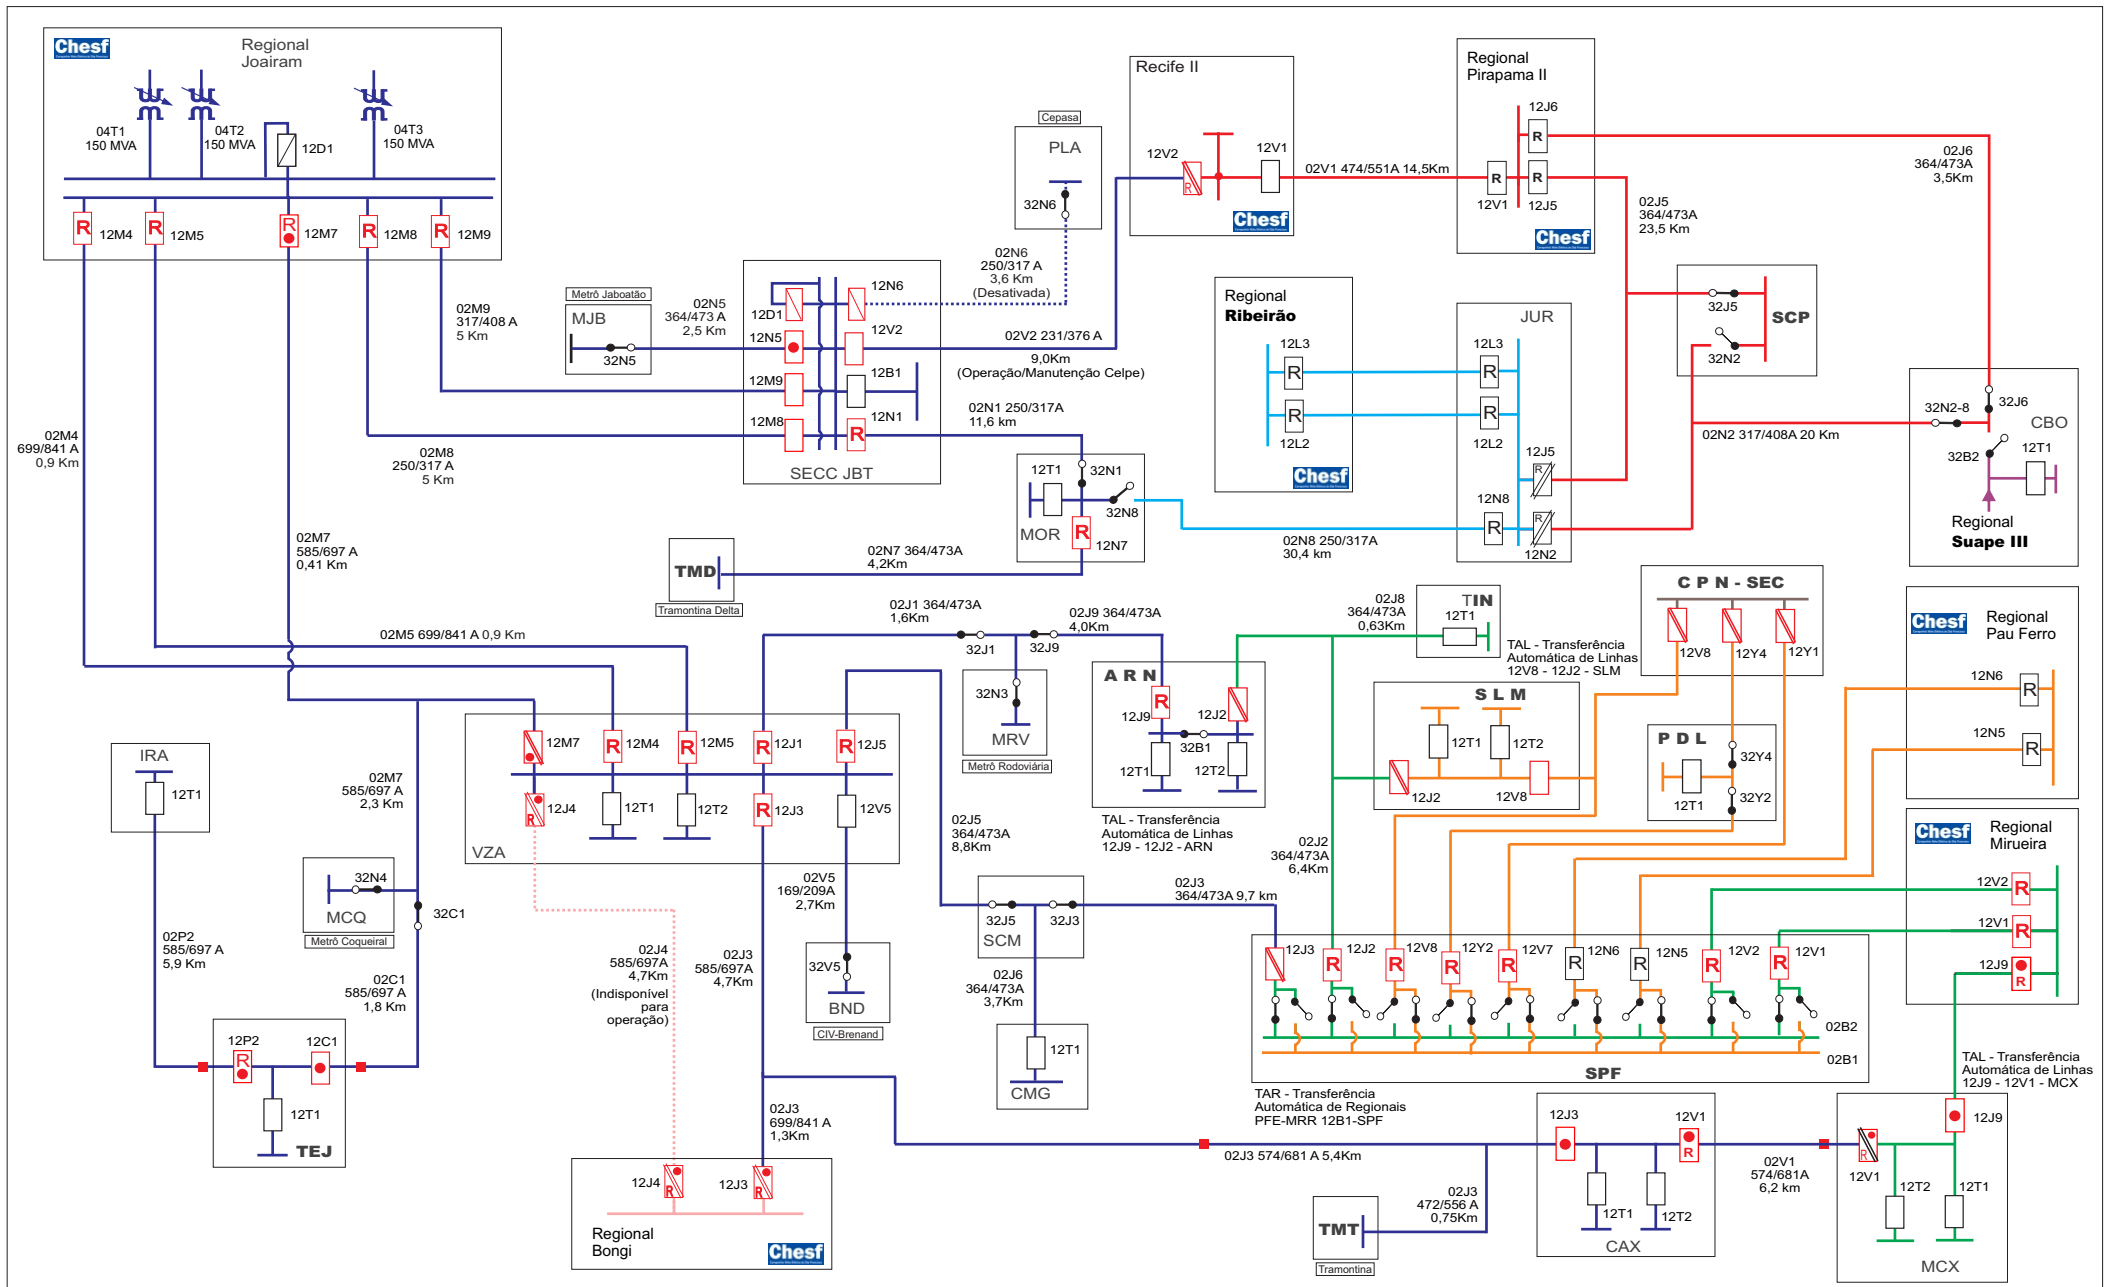 Chesf
Regional
Joairam
04T1
150 MVA
04T2
150 MVA
12D1
04T3
150 MVA
R
12M4
R
12M5
R
12M7
R
12M8
R
12M9
02M9
317/408 A
5 Km
02M4
699/841 A
0,9 Km
02M8
250/317 A
5 Km
02M7
585/697 A
0,41 Km
02M5 699/841 A 0,9 Km
Metrô Jaboatão
MJB
32N5
02N5
364/473 A
2,5 Km
12D1
12N6
12N5
12V2
12M9
12B1
12M8
12N1
R
SECC JBT
Cepasa
PLA
32N6
02N6
250/317 A
3,6 Km
(Desativada)
02V2 231/376 A
9,0Km
(Operação/Manutenção Celpe)
02N1 250/317A
11,6 km
Recife II
12V2
R
12V1
Chesf
02V1 474/551A 14,5Km
Regional
Pirapama II
12J6
R
R
12V1
R
12J5
Chesf
02J6
364/473A
3,5Km
02J5
364/473A
23,5 Km
Regional
Ribeirão
12L3
R
R
12L2
Chesf
JUR
12L3
R
R
12L2
12J5
R
12N8
R
R
12N2
SCP
32J5
32N2
02N2 317/408A 20 Km
32N2-8
32J6
CBO
32B2
12T1
Regional
Suape III
12T1
32N1
32N8
MOR
R
12N7
02N8 250/317A
30,4 km
TMD
Tramontina Delta
02N7 364/473A
4,2Km
02J1 364/473A
1,6Km
02J9 364/473A
4,0Km
32J1
32J9
32N3
MRV
Metrô Rodoviária
ARN
R
12J9
12J2
32B1
12T1
12T2
TAL - Transferência
Automática de Linhas
12J9 - 12J2 - ARN
02J8
364/473A
0,63Km
TIN
12T1
TAL - Transferência
Automática de Linhas
12V8 - 12J2 - SLM
SLM
12T1
12T2
12J2
12V8
CPN-SEC
12V8
12Y4
12Y1
PDL
32Y4
12T1
32Y2
Chesf
Regional
Pau Ferro
12N6
R
12N5
R
Chesf
Regional
Mirueira
12V2
R
12V1
R
12J9
R
IRA
12T1
02P2
585/697 A
5,9 Km
02M7
585/697 A
2,3 Km
32N4
MCQ
Metrô Coqueiral
32C1
02C1
585/697 A
1,8 Km
12P2
R
12C1
12T1
TEJ
12M7
R
12M4
R
12M5
R
12J1
R
12J5
12J4
R
12T1
12T2
R
12J3
12V5
VZA
02J4
585/697A
4,7Km
(Indisponível
para
operação)
02J3
585/697A
4,7Km
02V5
169/209A
2,7Km
32V5
BND
CIV-Brenand
02J5
364/473A
8,8Km
32J5
32J3
SCM
02J6
364/473A
3,7Km
12T1
CMG
02J3
364/473A 9,7 km
02J2
364/473A
6,4Km
12J3
R
12J2
R
12V8
R
12Y2
R
12V7
R
12N6
R
12N5
R
12V2
R
12V1
02B2
02B1
SPF
TAR - Transferência
Automática de Regionais
PFE-MRR 12B1-SPF
TAL - Transferência
Automática de Linhas
12J9 - 12V1 - MCX
02J3
699/841 A
1,3Km
12J4
R
12J3
R
Regional
Bongi
Chesf
02J3 574/681 A 5,4Km
02J3
472/556 A
0,75Km
TMT
Tramontina
12J3
12V1
R
12T1
12T2
CAX
02V1
574/681A
6,2 km
12J9
R
12V1
12T2
12T1
MCX